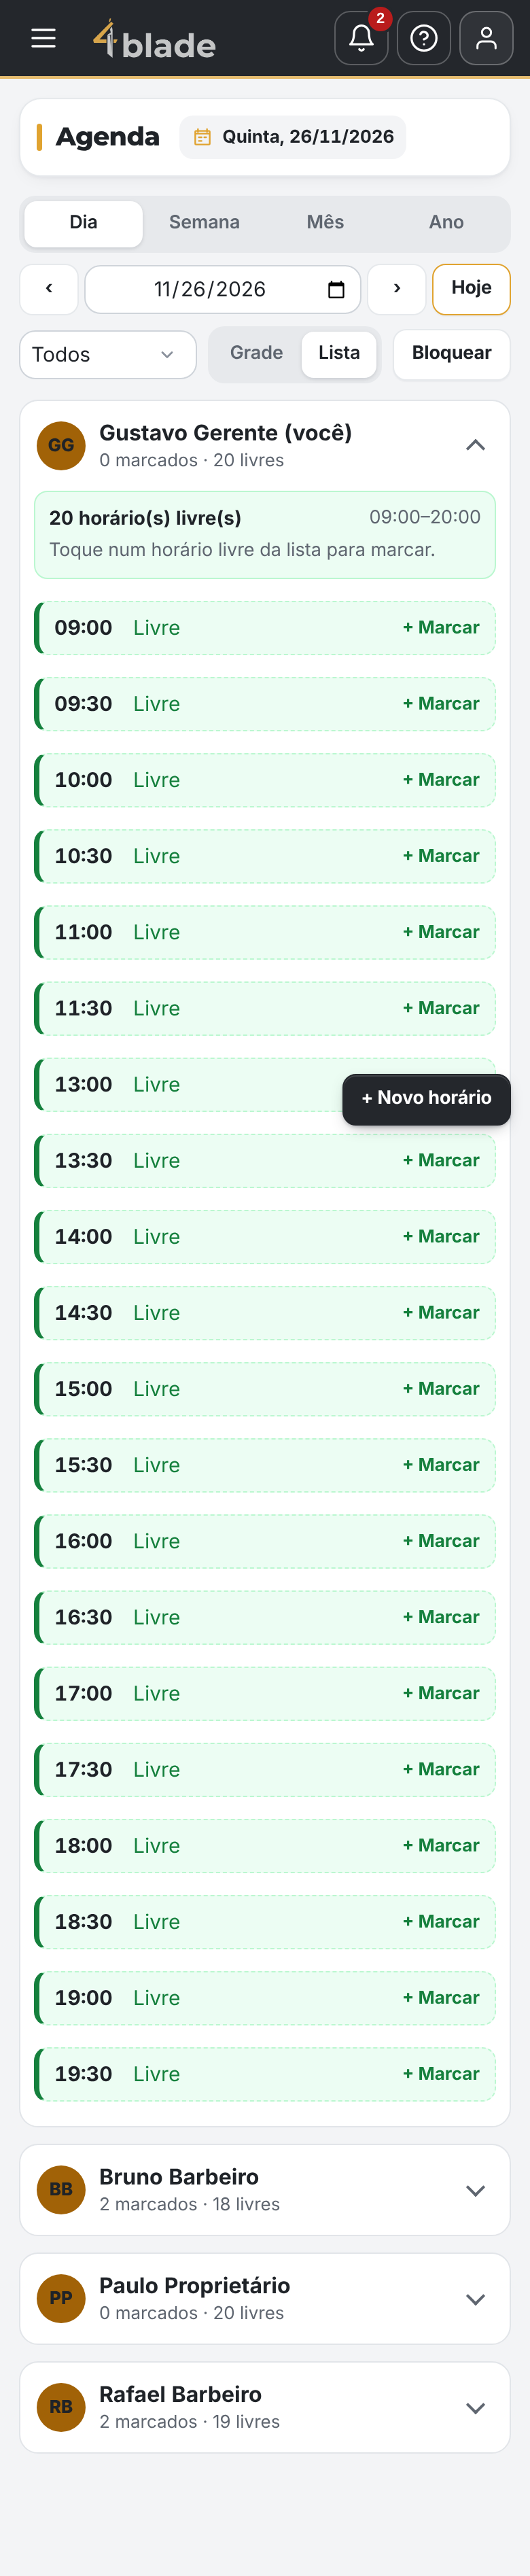 4blade
2
Agenda
Quinta, 26/11/2026
Dia Semana Mês Ano
‹ 11/26/2026 › Hoje
Todos Grade Lista Bloquear
GG
Gustavo Gerente (você)
0 marcados · 20 livres
20 horário(s) livre(s) 09:00–20:00
Toque num horário livre da lista para marcar.
09:00 Livre + Marcar
09:30 Livre + Marcar
10:00 Livre + Marcar
10:30 Livre + Marcar
11:00 Livre + Marcar
11:30 Livre + Marcar
13:00 Livre
+ Novo horário
13:30 Livre + Marcar
14:00 Livre + Marcar
14:30 Livre + Marcar
15:00 Livre + Marcar
15:30 Livre + Marcar
16:00 Livre + Marcar
16:30 Livre + Marcar
17:00 Livre + Marcar
17:30 Livre + Marcar
18:00 Livre + Marcar
18:30 Livre + Marcar
19:00 Livre + Marcar
19:30 Livre + Marcar
BB
Bruno Barbeiro
2 marcados · 18 livres
PP
Paulo Proprietário
0 marcados · 20 livres
RB
Rafael Barbeiro
2 marcados · 19 livres